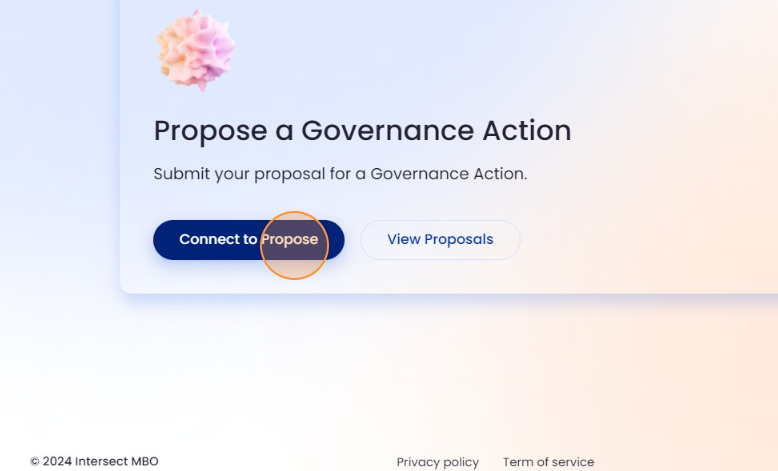 Propose a Governance Action
Submit your proposal for a Governance Action.
Connect to Propose View Proposals
© 2024 Intersect MBO Privacy policy Term of service